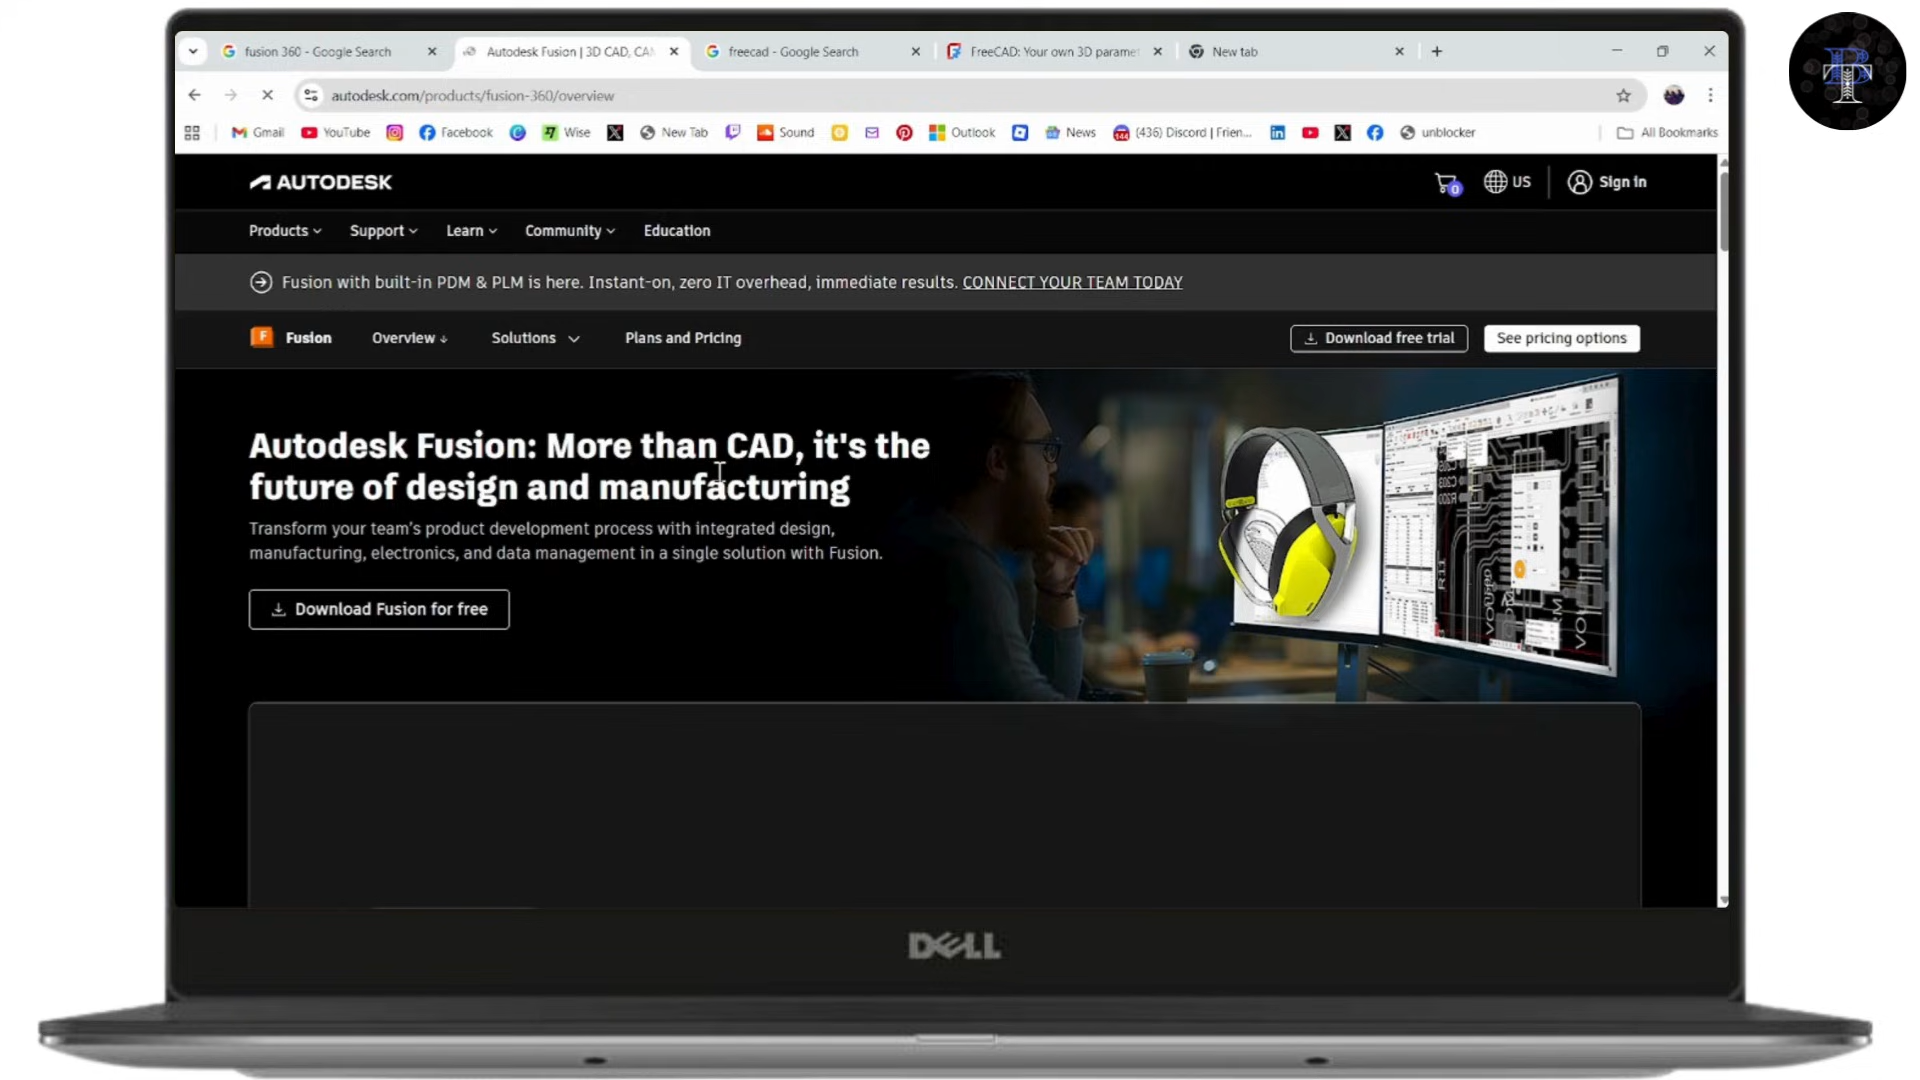 fusion 360 - Google Search
Autodesk Fusion | 3D CAD, CAM
freecad - Google Search
FreeCAD: Your own 3D paramet
New tab
autodesk.com/products/fusion-360/overview
Gmail
YouTube
Facebook
Wise
New Tab
Sound
Outlook
News
144
(436) Discord | Frien...
unblocker
All Bookmarks
AUTODESK
0
US
Sign in
Products
Support
Learn
Community
Education
Fusion with built-in PDM & PLM is here. Instant-on, zero IT overhead, immediate results. CONNECT YOUR TEAM TODAY
F Fusion
Overview
Solutions
Plans and Pricing
Download free trial
See pricing options
Autodesk Fusion: More than CAD, it's the
future of design and manufacturing
Transform your team's product development process with integrated design,
manufacturing, electronics, and data management in a single solution with Fusion.
Download Fusion for free
DELL